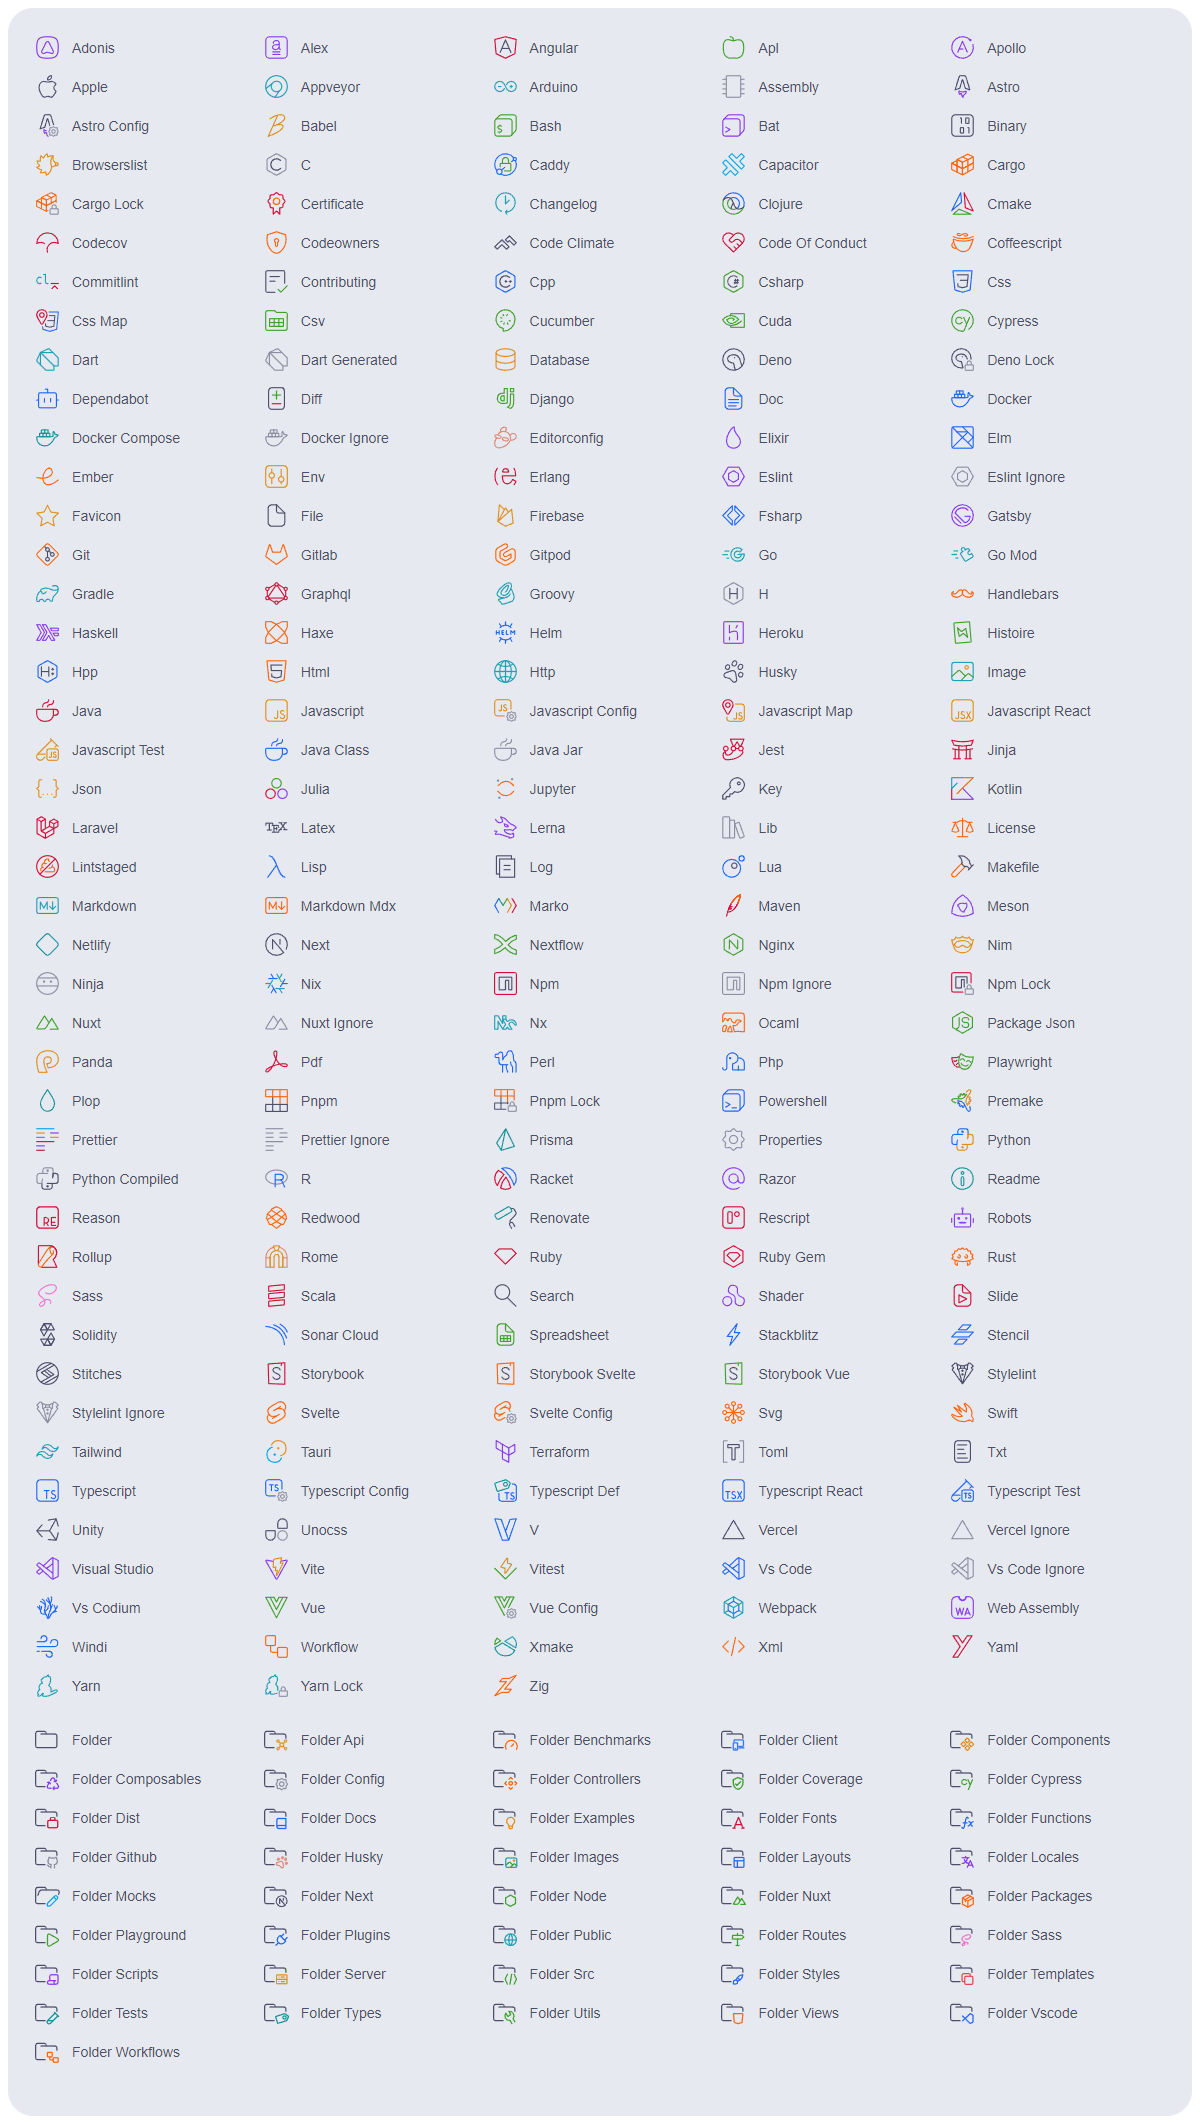 Adonis Alex Angular Apl Apollo
Apple Appveyor Arduino Assembly Astro
Astro Config Babel Bash Bat Binary
Browserslist C Caddy Capacitor Cargo
Cargo Lock Certificate Changelog Clojure Cmake
Codecov Codeowners Code Climate Code Of Conduct Coffeescript
Commitlint Contributing Cpp Csharp Css
Css Map Csv Cucumber Cuda Cypress
Dart Dart Generated Database Deno Deno Lock
Dependabot Diff Django Doc Docker
Docker Compose Docker Ignore Editorconfig Elixir Elm
Ember Env Erlang Eslint Eslint Ignore
Favicon File Firebase Fsharp Gatsby
Git Gitlab Gitpod Go Go Mod
Gradle Graphql Groovy H Handlebars
Haskell Haxe Helm Heroku Histoire
Hpp Html Http Husky Image
Java Javascript Javascript Config Javascript Map Javascript React
Javascript Test Java Class Java Jar Jest Jinja
Json Julia Jupyter Key Kotlin
Laravel Latex Lerna Lib License
Lintstaged Lisp Log Lua Makefile
Markdown Markdown Mdx Marko Maven Meson
Netlify Next Nextflow Nginx Nim
Ninja Nix Npm Npm Ignore Npm Lock
Nuxt Nuxt Ignore Nx Ocaml Package Json
Panda Pdf Perl Php Playwright
Plop Pnpm Pnpm Lock Powershell Premake
Prettier Prettier Ignore Prisma Properties Python
Python Compiled R Racket Razor Readme
Reason Redwood Renovate Rescript Robots
Rollup Rome Ruby Ruby Gem Rust
Sass Scala Search Shader Slide
Solidity Sonar Cloud Spreadsheet Stackblitz Stencil
Stitches Storybook Storybook Svelte Storybook Vue Stylelint
Stylelint Ignore Svelte Svelte Config Svg Swift
Tailwind Tauri Terraform Toml Txt
Typescript Typescript Config Typescript Def Typescript React Typescript Test
Unity Unocss V Vercel Vercel Ignore
Visual Studio Vite Vitest Vs Code Vs Code Ignore
Vs Codium Vue Vue Config Webpack Web Assembly
Windi Workflow Xmake Xml Yaml
Yarn Yarn Lock Zig
Folder Folder Api Folder Benchmarks Folder Client Folder Components
Folder Composables Folder Config Folder Controllers Folder Coverage Folder Cypress
Folder Dist Folder Docs Folder Examples Folder Fonts Folder Functions
Folder Github Folder Husky Folder Images Folder Layouts Folder Locales
Folder Mocks Folder Next Folder Node Folder Nuxt Folder Packages
Folder Playground Folder Plugins Folder Public Folder Routes Folder Sass
Folder Scripts Folder Server Folder Src Folder Styles Folder Templates
Folder Tests Folder Types Folder Utils Folder Views Folder Vscode
Folder Workflows